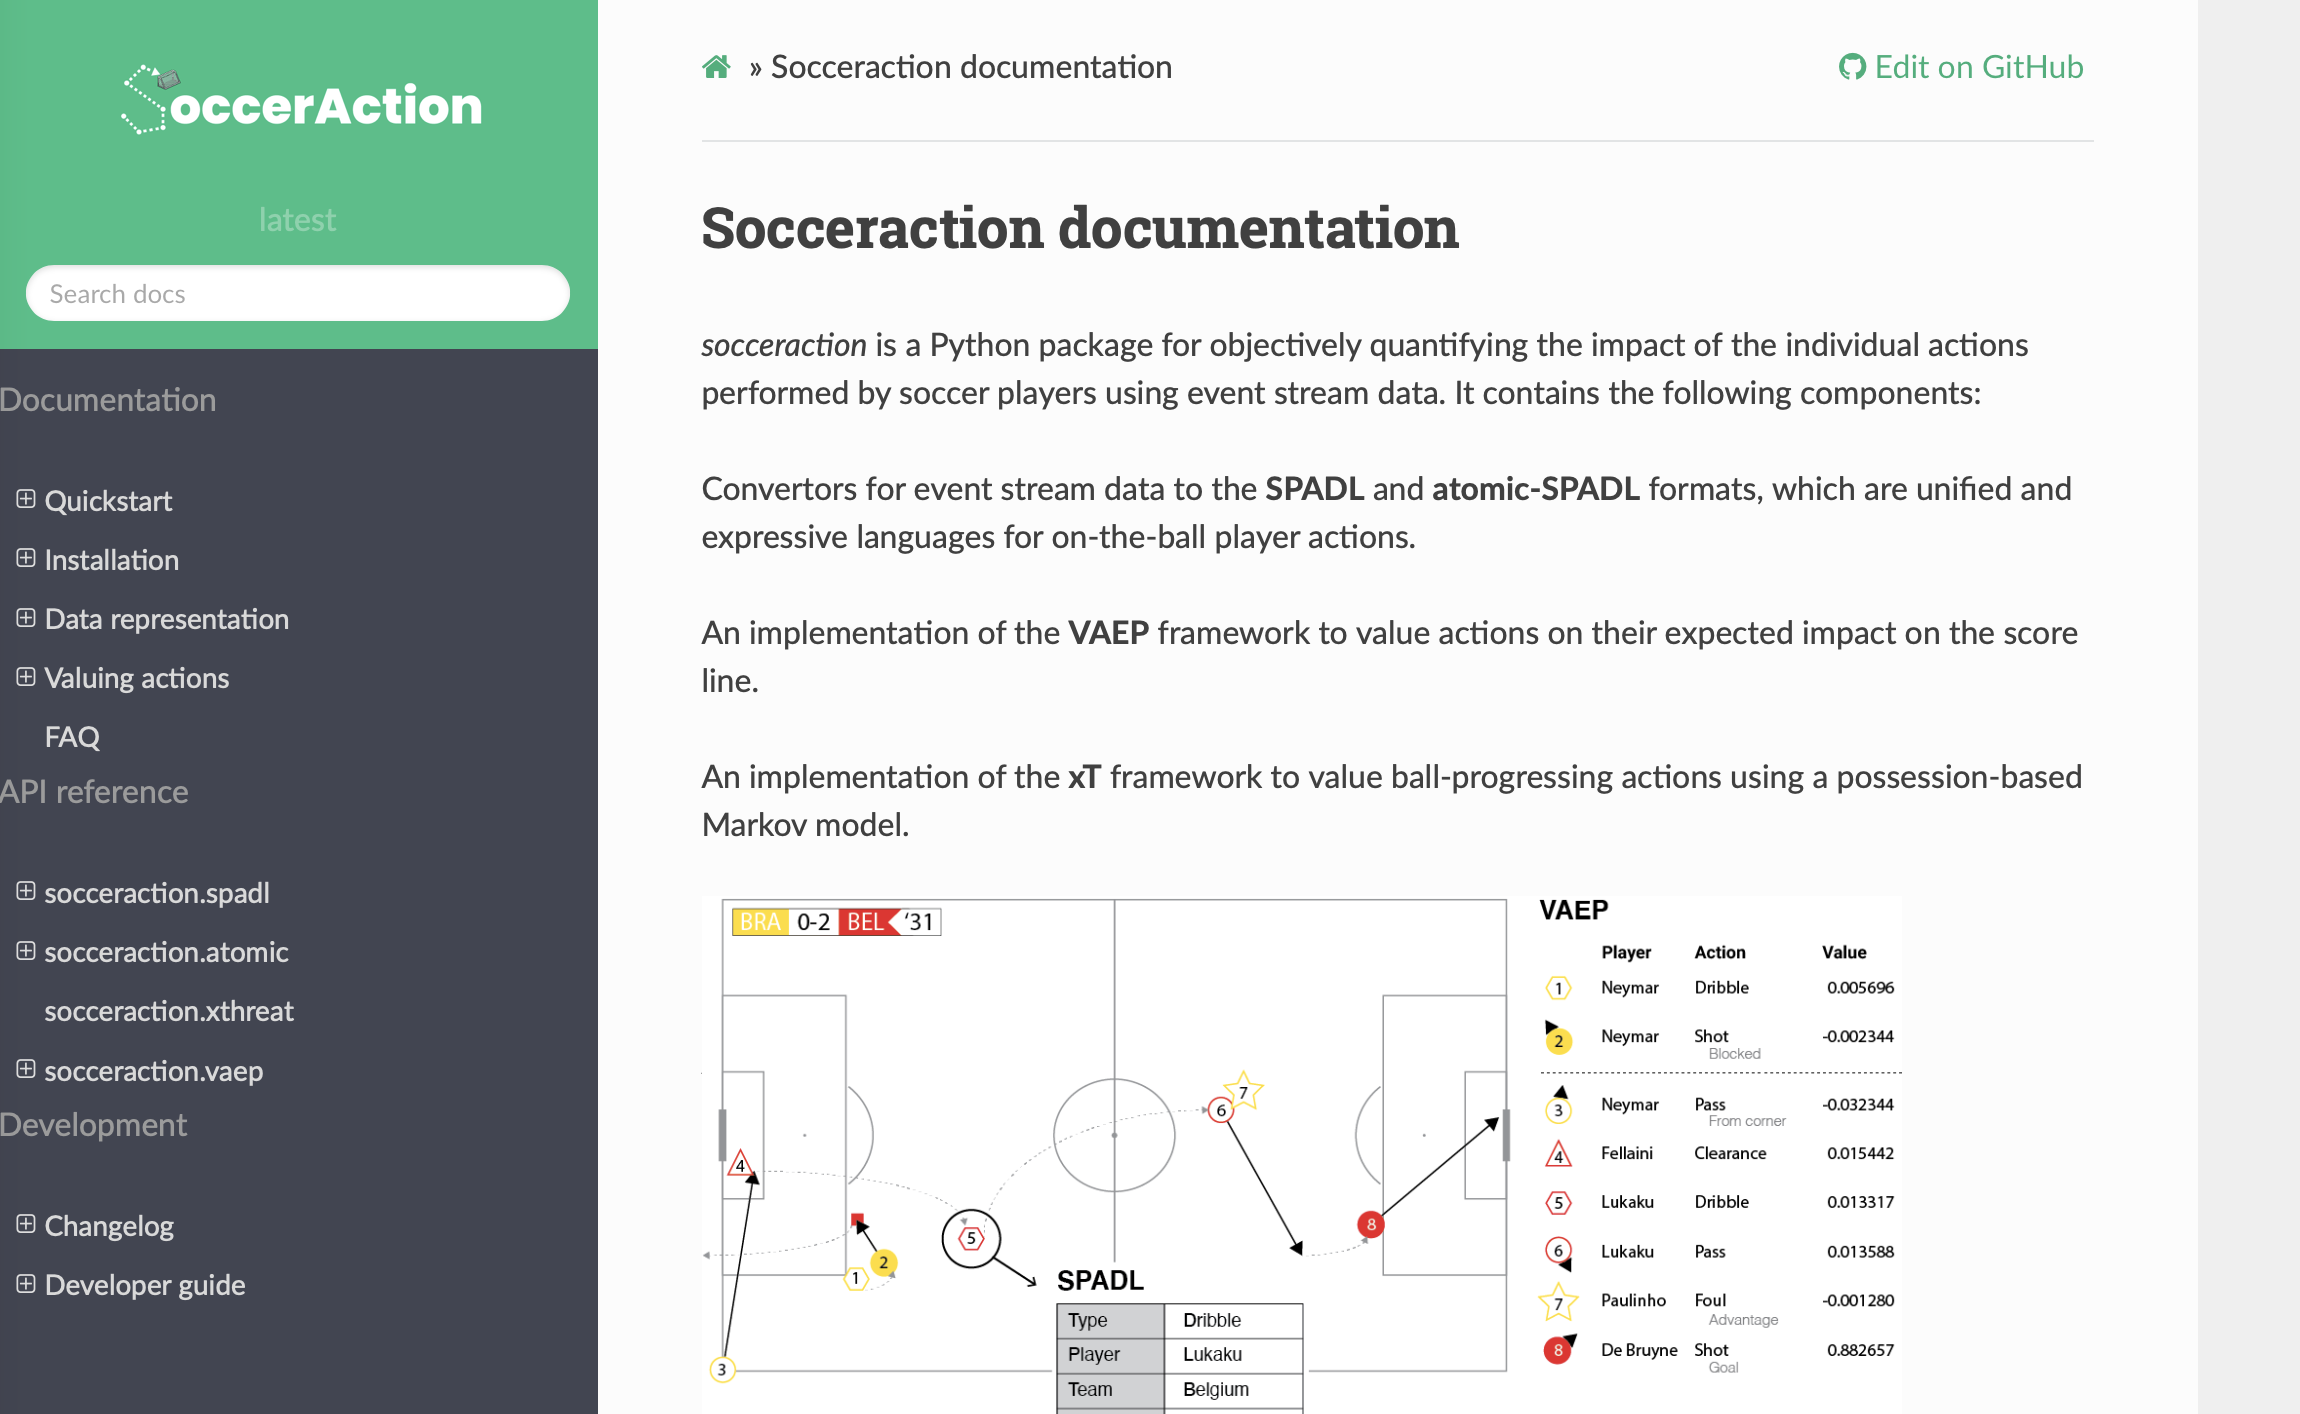 SoccerAction
latest
Search docs
Documentation
Quickstart
Installation
Data representation
Valuing actions
FAQ
API reference
socceraction.spadl
socceraction.atomic
socceraction.xthreat
socceraction.vaep
Development
Changelog
Developer guide
» Socceraction documentation
Edit on GitHub
Socceraction documentation
socceraction is a Python package for objectively quantifying the impact of the individual actions
performed by soccer players using event stream data. It contains the following components:
Convertors for event stream data to the SPADL and atomic-SPADL formats, which are unified and
expressive languages for on-the-ball player actions.
An implementation of the VAEP framework to value actions on their expected impact on the score
line.
An implementation of the xT framework to value ball-progressing actions using a possession-based
Markov model.
BRA 0-2 BEL ‘31
7
6
4
5
8
2
1
3
SPADL
Type Dribble
Player Lukaku
Team Belgium
VAEP
Player Action Value
1 Neymar Dribble 0.005696
2 Neymar Shot -0.002344
Blocked
3 Neymar Pass -0.032344
From corner
4 Fellaini Clearance 0.015442
5 Lukaku Dribble 0.013317
6 Lukaku Pass 0.013588
7 Paulinho Foul -0.001280
Advantage
8 De Bruyne Shot 0.882657
Goal